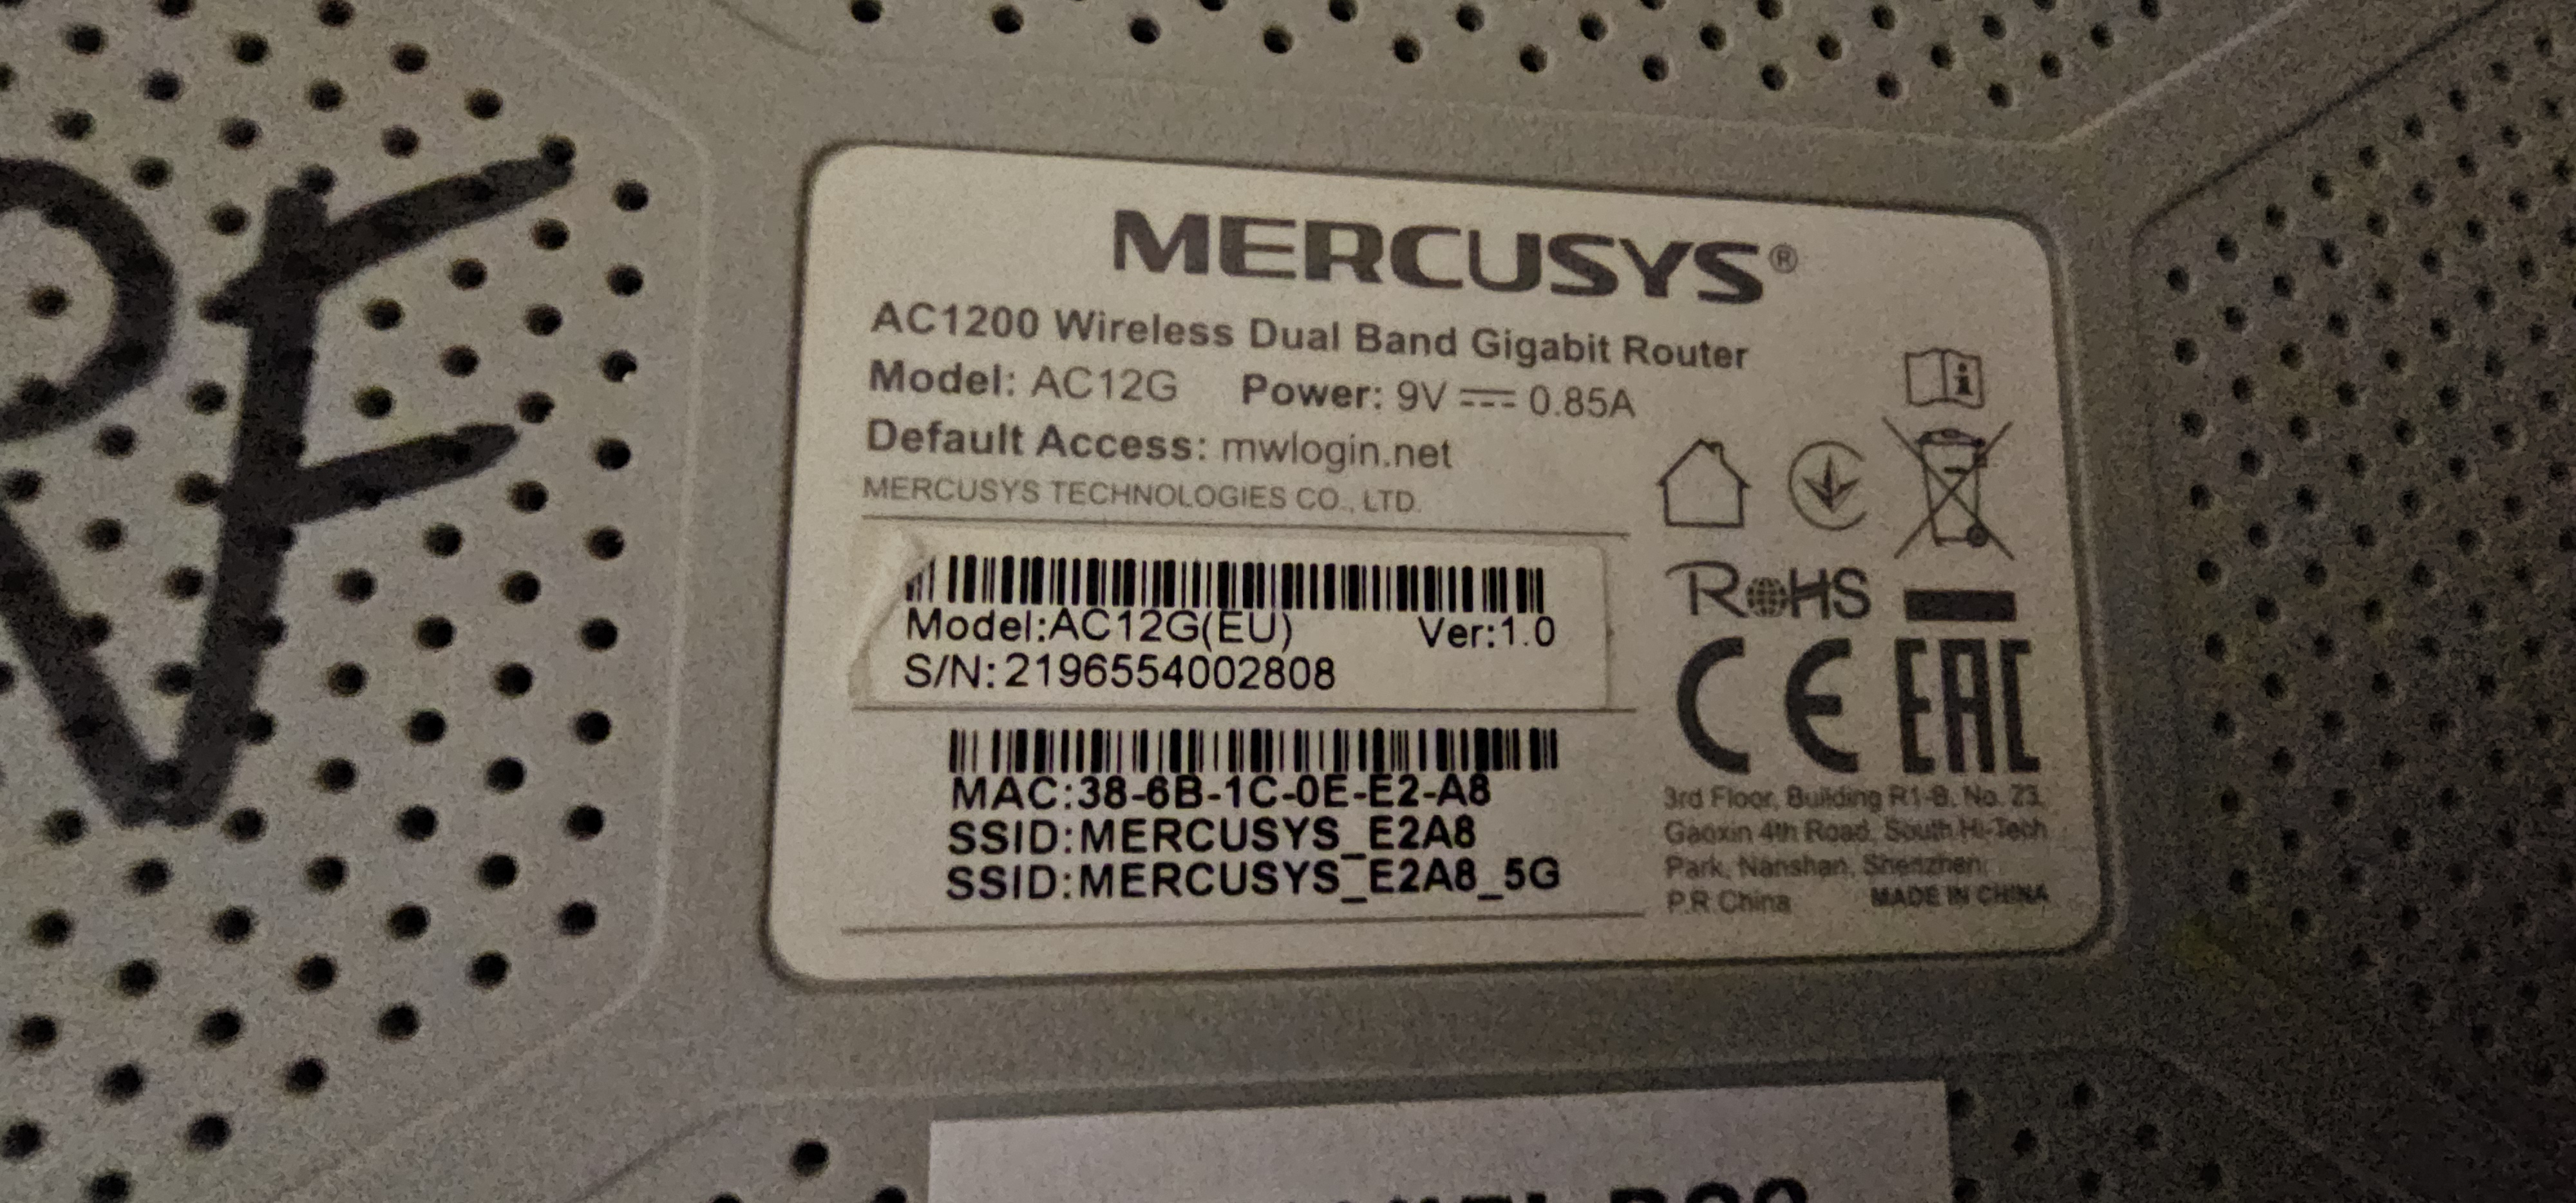 MERCUSYS®
AC1200 Wireless Dual Band Gigabit Router
Model: AC12G Power: 9V ⎓ 0.85A
Default Access: mwlogin.net
MERCUSYS TECHNOLOGIES CO., LTD.
Model:AC12G(EU) Ver:1.0
S/N:2196554002808
MAC:38-6B-1C-0E-E2-A8
SSID:MERCUSYS_E2A8
SSID:MERCUSYS_E2A8_5G
RoHS
CE EAC
3rd Floor, Building R1-B, No. 23,
Gaoxin 4th Road, South Hi-Tech
Park, Nanshan, Shenzhen,
P.R.China MADE IN CHINA